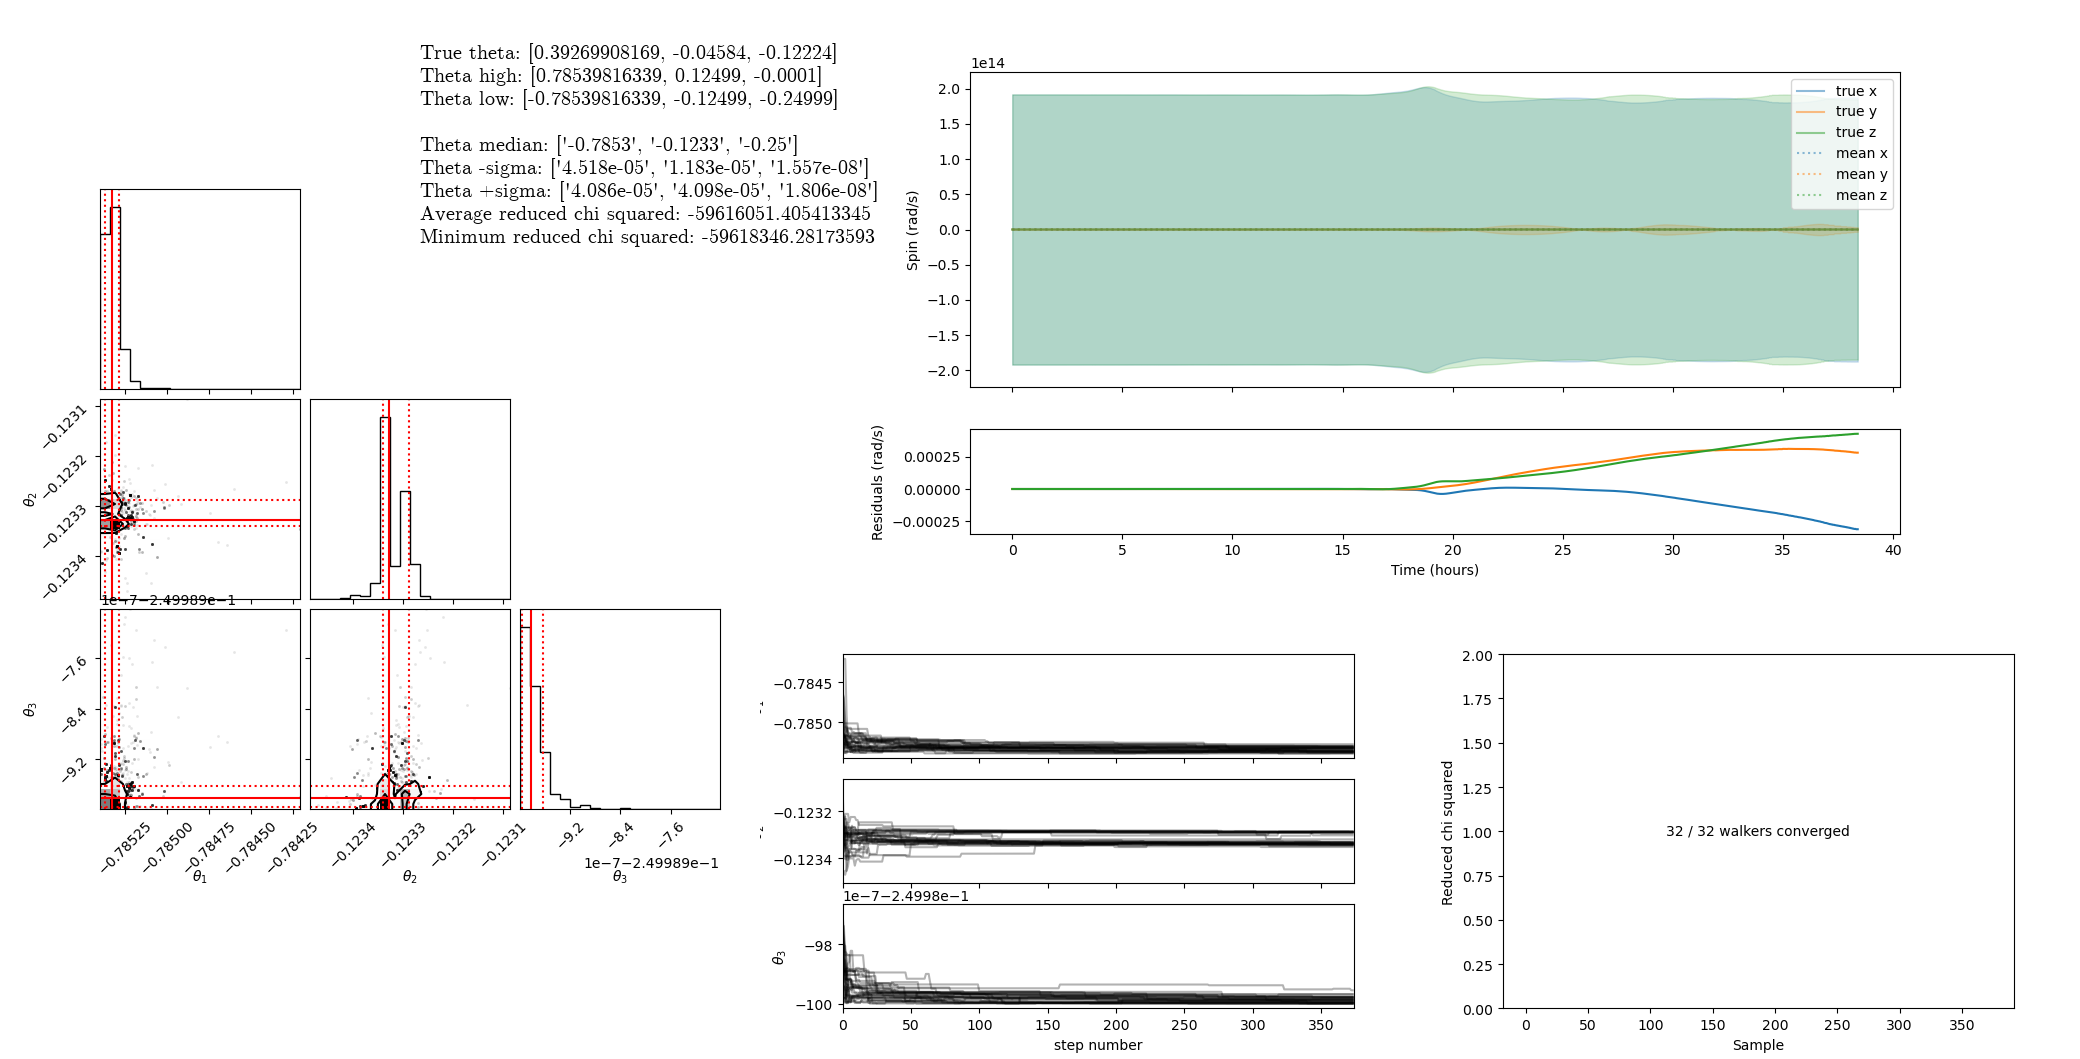 True theta: [0.39269908169, -0.04584, -0.12224]
Theta high: [0.78539816339, 0.12499, -0.0001]
Theta low: [-0.78539816339, -0.12499, -0.24999]
Theta median: ['-0.7853', '-0.1233', '-0.25']
Theta -sigma: ['4.518e-05', '1.183e-05', '1.557e-08']
Theta +sigma: ['4.086e-05', '4.098e-05', '1.806e-08']
Average reduced chi squared: -59616051.405413345
Minimum reduced chi squared: -59618346.28173593
1e14
2.0
1.5
1.0
0.5
0.0
−0.5
−1.0
−1.5
−2.0
Spin (rad/s)
true x
true y
true z
mean x
mean y
mean z
0.00025
0.00000
−0.00025
Residuals (rad/s)
0 5 10 15 20 25 30 35 40
Time (hours)
−0.1231
−0.1232
−0.1233
−0.1234
θ2
1e−7−2.49989e−1
−7.6
−8.4
−9.2
θ3
−0.78525 −0.78500 −0.78475 −0.78450 −0.78425
θ1
−0.1234 −0.1233 −0.1232 −0.1231
θ2
−9.2 −8.4 −7.6
1e−7−2.49989e−1
θ3
−0.7845
−0.7850
−0.1232
−0.1234
1e−7−2.4998e−1
−98
−100
θ3
0 50 100 150 200 250 300 350
step number
2.00
1.75
1.50
1.25
1.00
0.75
0.50
0.25
0.00
Reduced chi squared
32 / 32 walkers converged
0 50 100 150 200 250 300 350
Sample